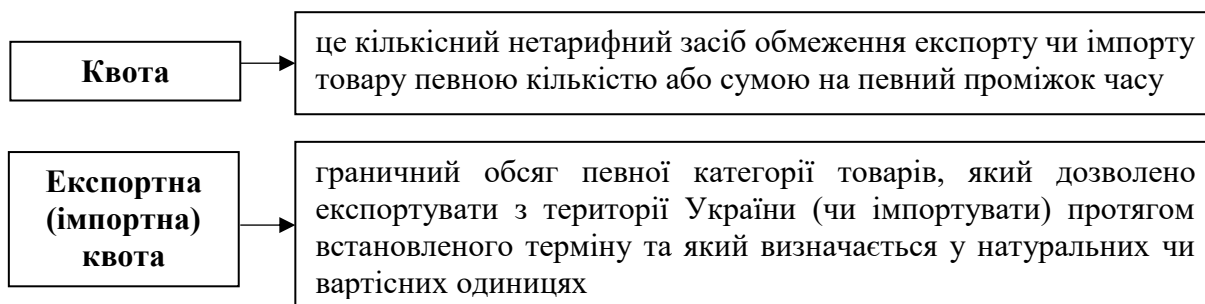 Квота
це кількісний нетарифний засіб обмеження експорту чи імпорту
товару певною кількістю або сумою на певний проміжок часу
Експортна
(імпортна)
квота
граничний обсяг певної категорії товарів, який дозволено
експортувати з території України (чи імпортувати) протягом
встановленого терміну та який визначається у натуральних чи
вартісних одиницях